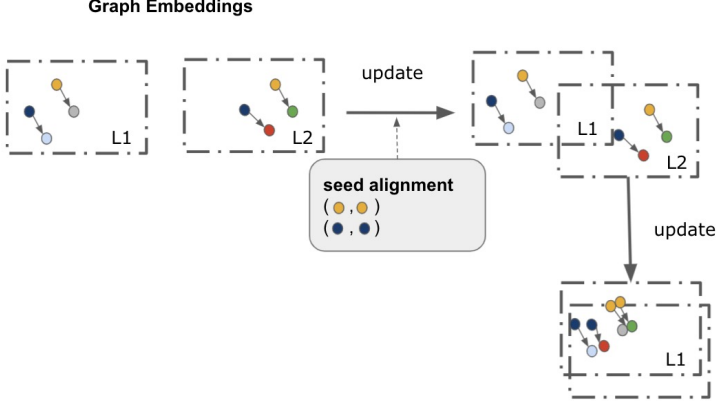 Graph Embeddings
L1
L2
update
seed alignment
( , )
( , )
L1
L2
update
L1